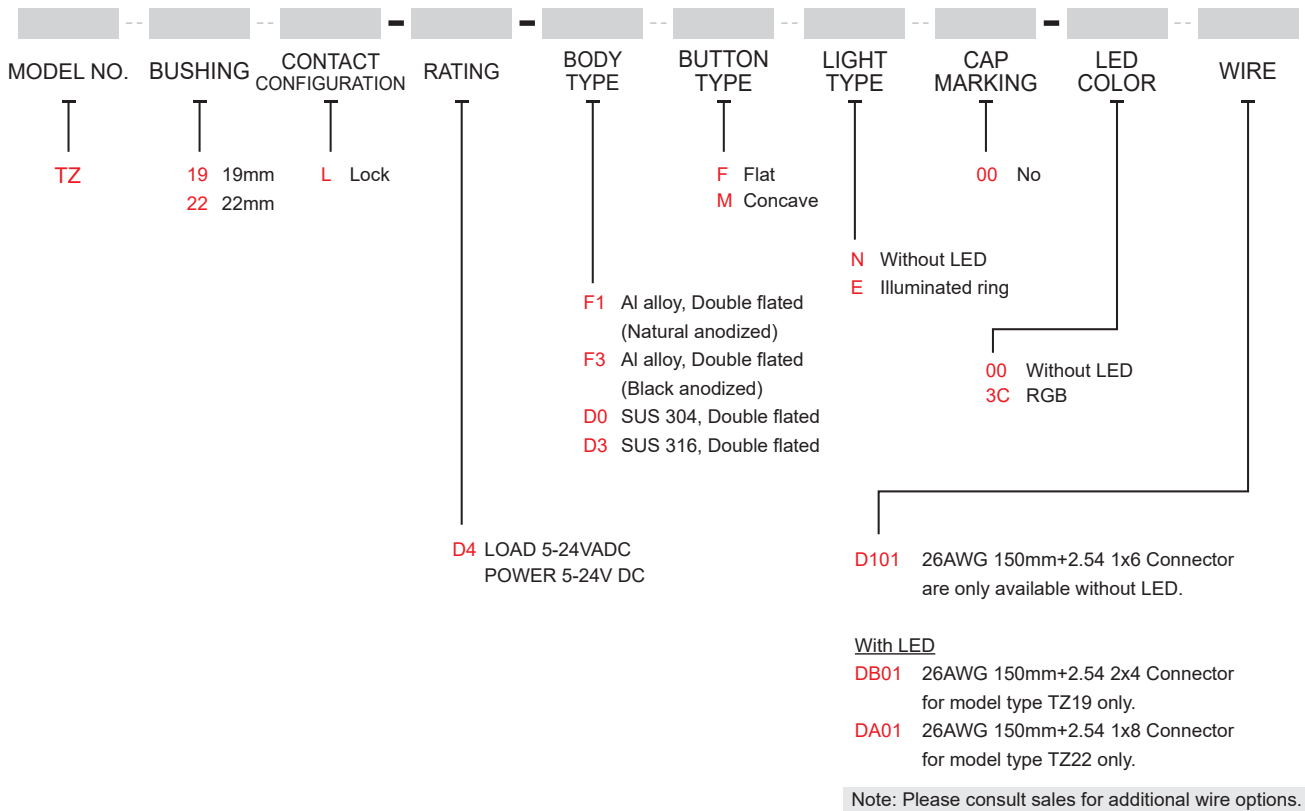 MODEL NO.
BUSHING
CONTACT
CONFIGURATION
RATING
BODY
TYPE
BUTTON
TYPE
LIGHT
TYPE
CAP
MARKING
LED
COLOR
WIRE
TZ
19 19mm
22 22mm
L Lock
F Flat
M Concave
00 No
N Without LED
E Illuminated ring
F1 Al alloy, Double flated
(Natural anodized)
F3 Al alloy, Double flated
(Black anodized)
D0 SUS 304, Double flated
D3 SUS 316, Double flated
00 Without LED
3C RGB
D4 LOAD 5-24VADC
POWER 5-24V DC
D101 26AWG 150mm+2.54 1x6 Connector
are only available without LED.
With LED
DB01 26AWG 150mm+2.54 2x4 Connector
for model type TZ19 only.
DA01 26AWG 150mm+2.54 1x8 Connector
for model type TZ22 only.
Note: Please consult sales for additional wire options.